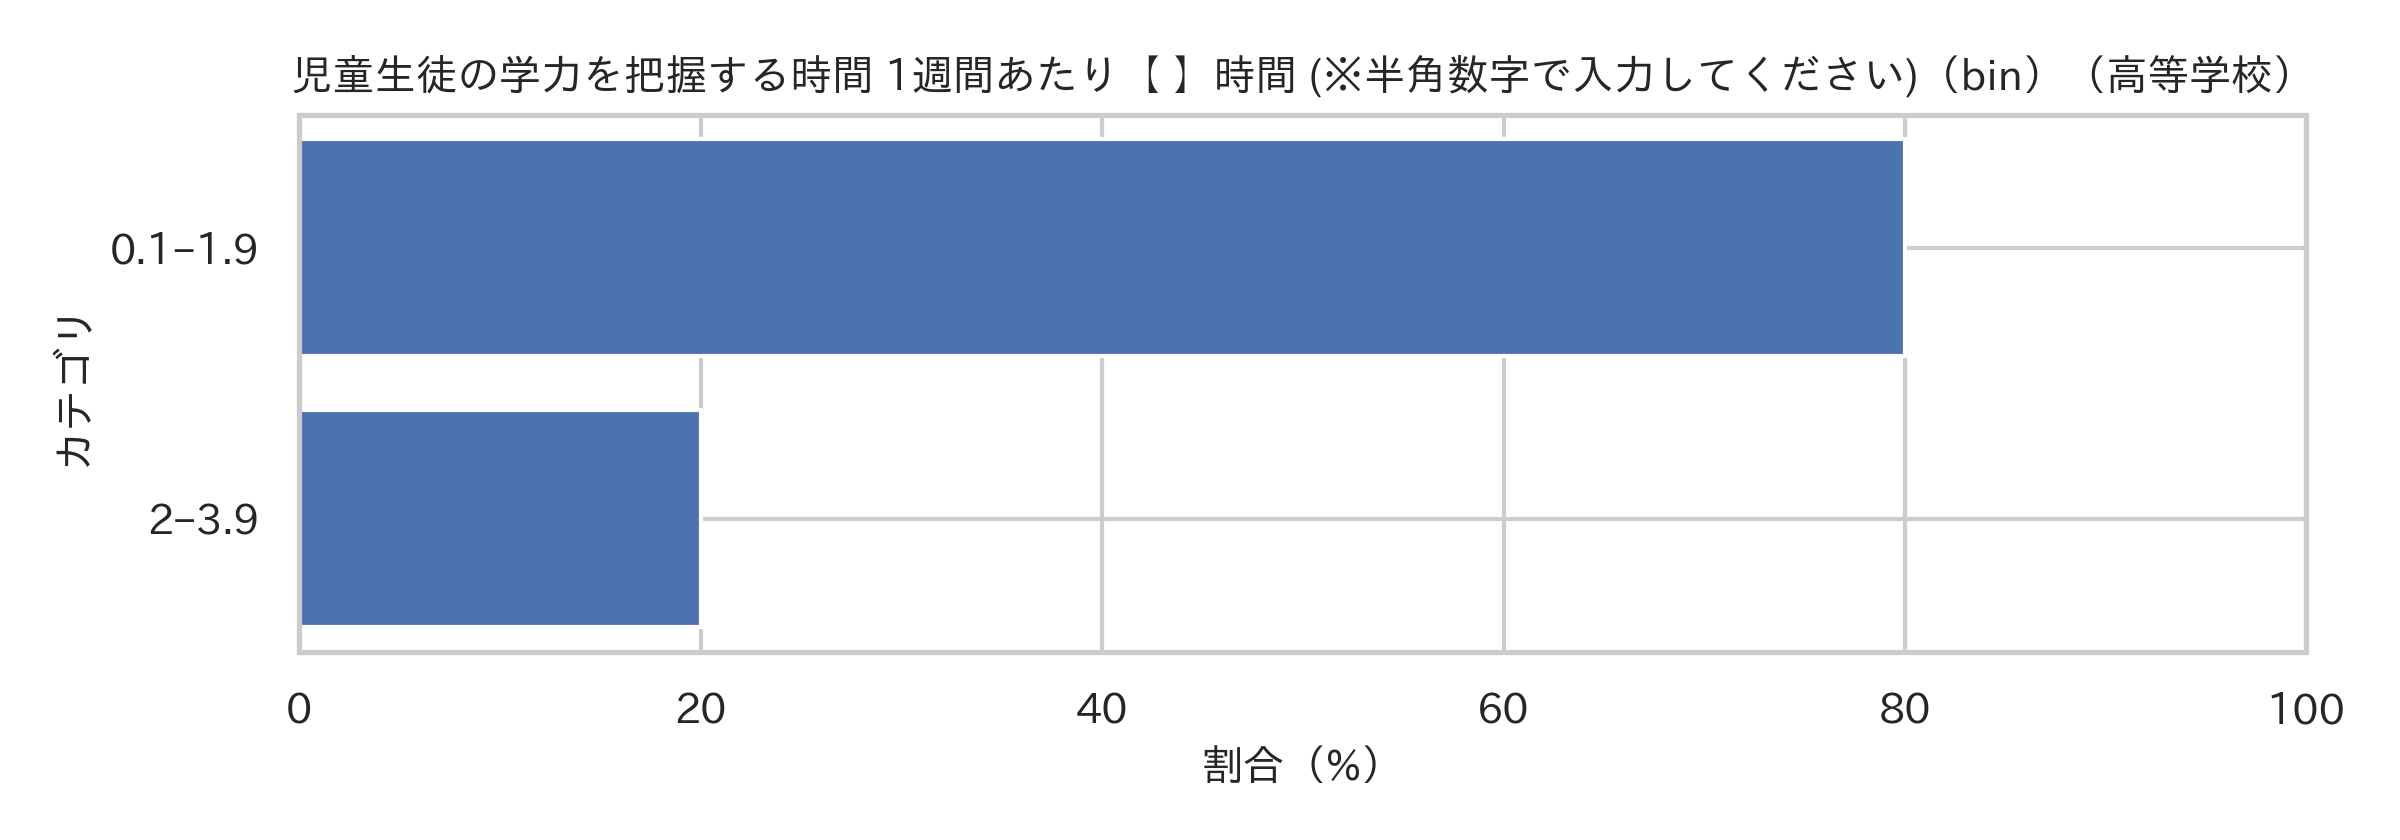 児童生徒の学力を把握する時間 1週間あたり【 】時間 (※半角数字で入力してください)（bin）（高等学校）
0.1–1.9
2–3.9
カテゴリ
0 20 40 60 80 100
割合（%）